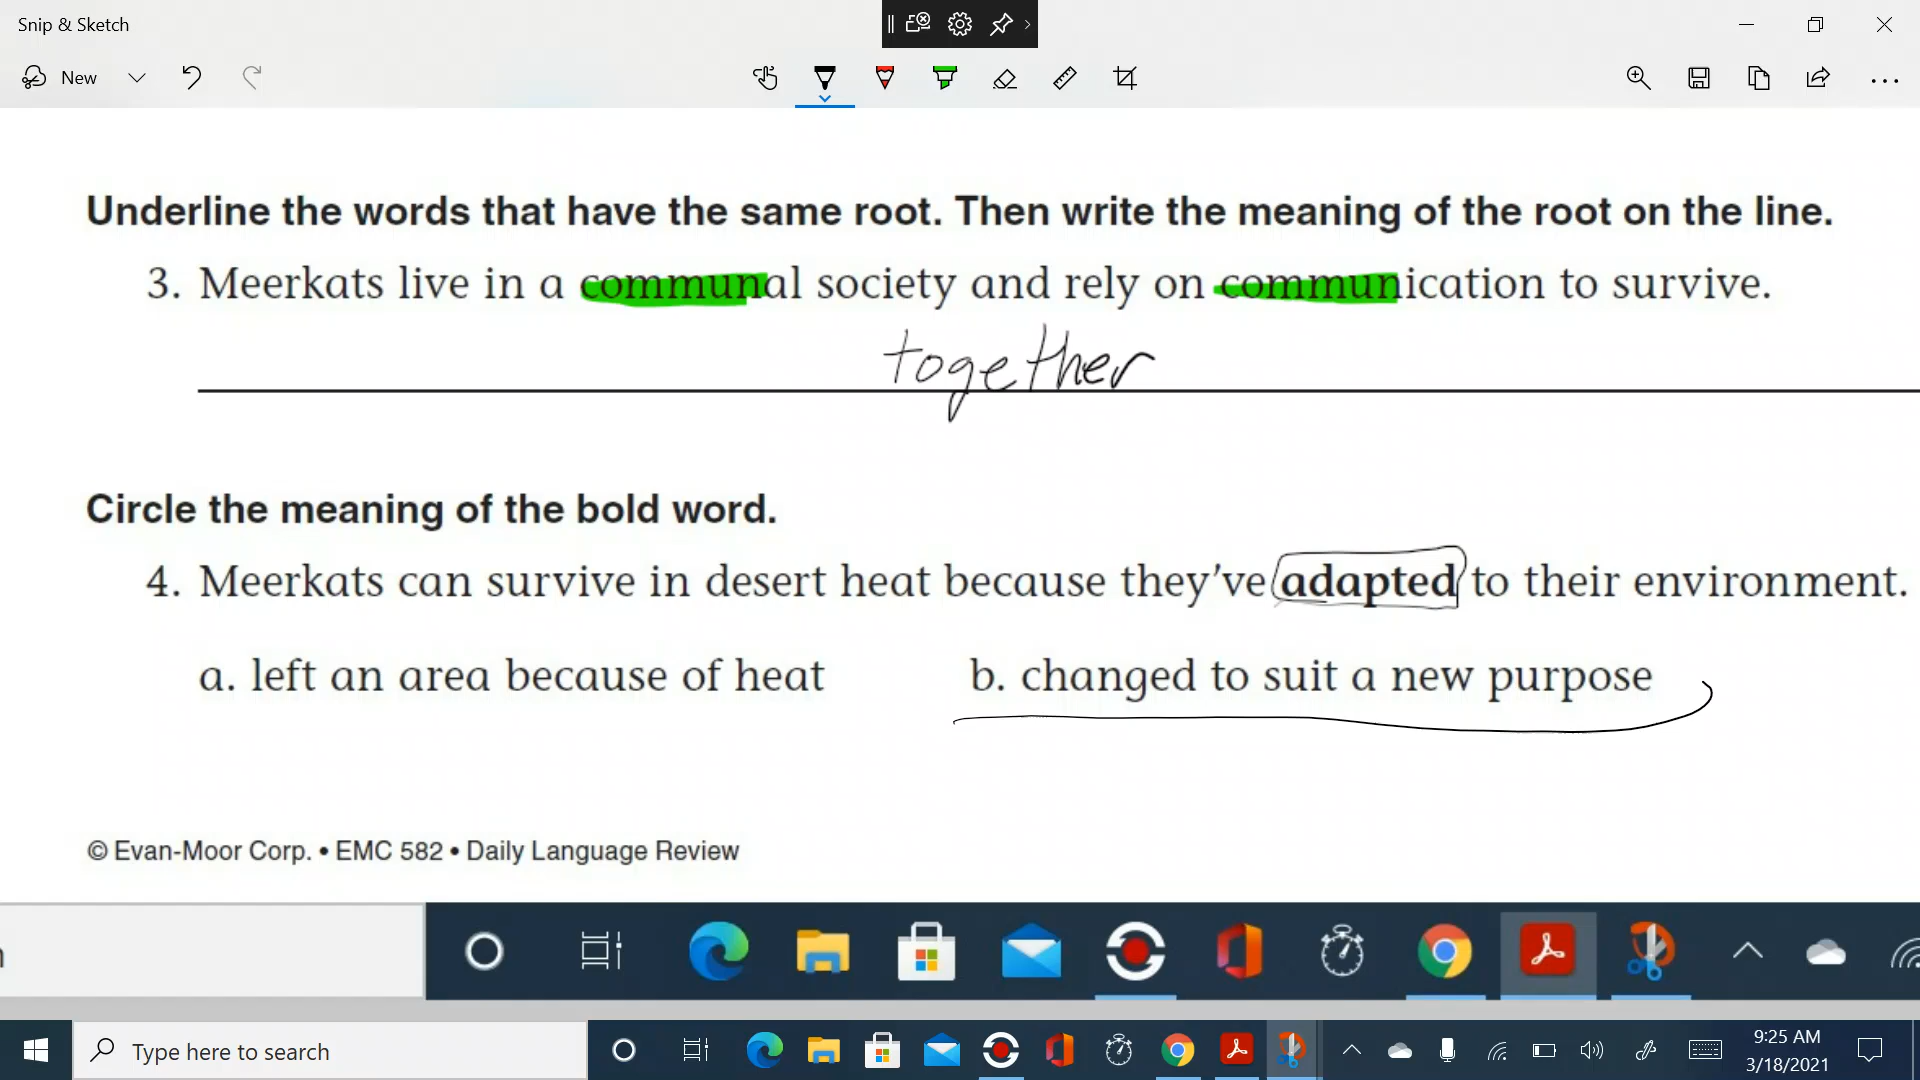 Snip & Sketch
New
Underline the words that have the same root. Then write the meaning of the root on the line.
3. Meerkats live in a communal society and rely on communication to survive.
together
Circle the meaning of the bold word.
4. Meerkats can survive in desert heat because they've adapted to their environment.
a. left an area because of heat b. changed to suit a new purpose
© Evan-Moor Corp. • EMC 582 • Daily Language Review
Type here to search
9:25 AM
3/18/2021